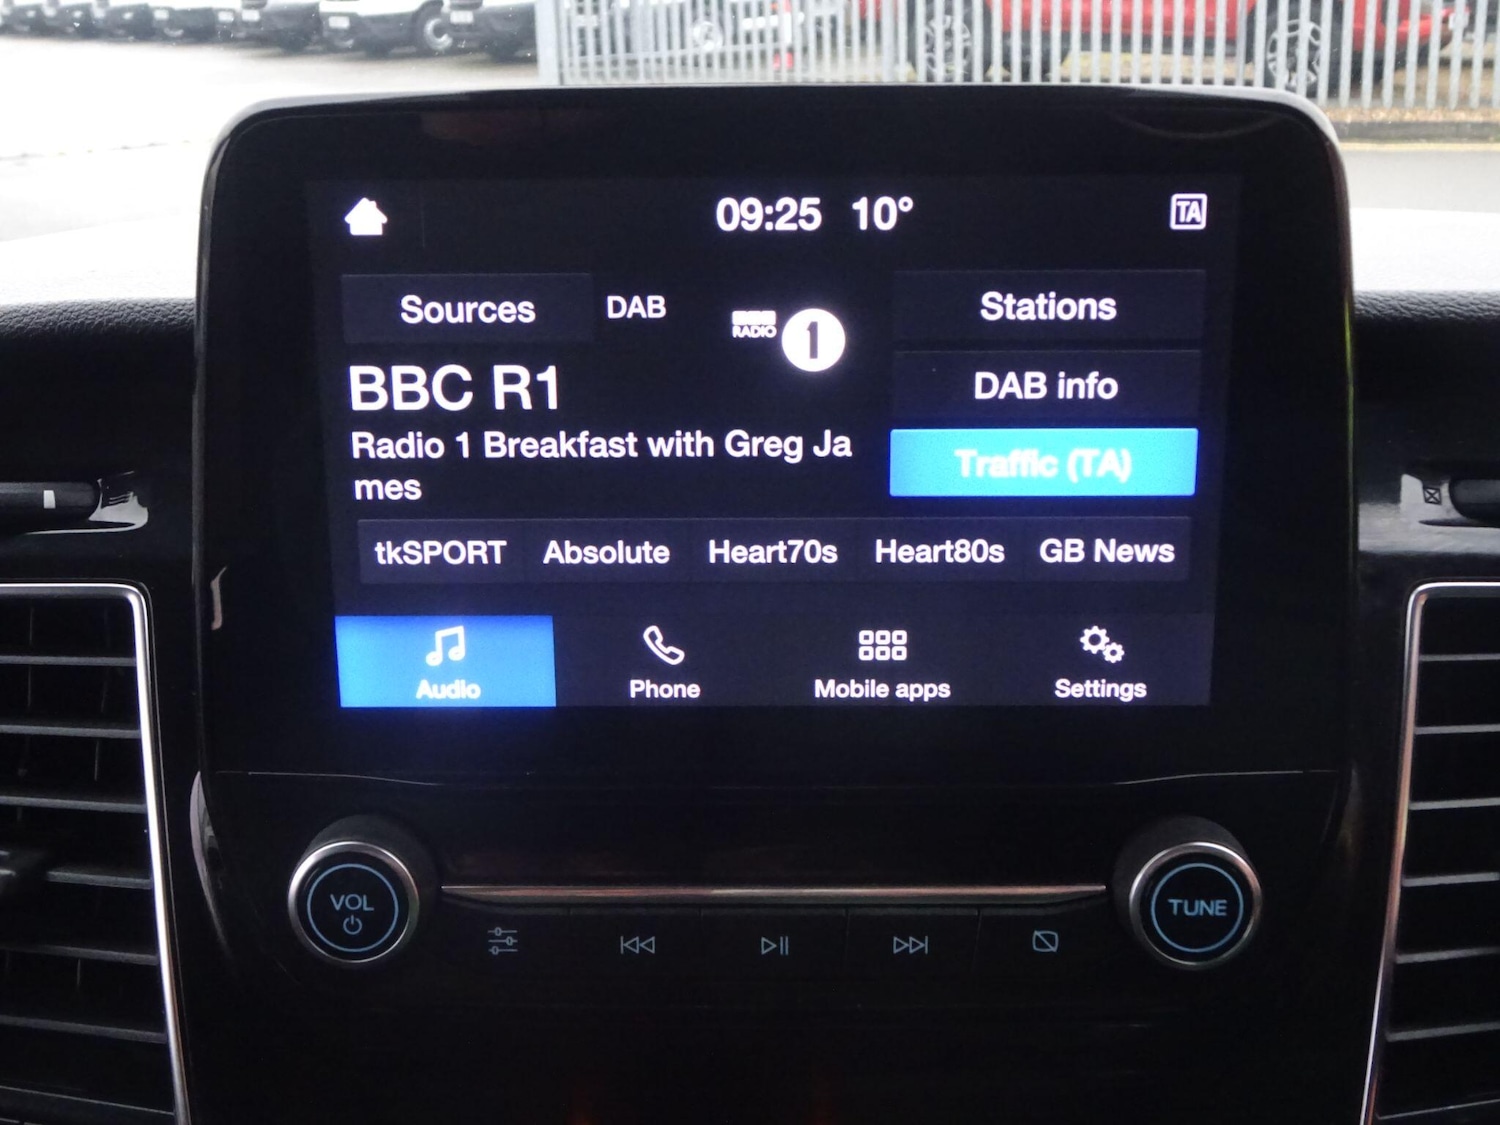 09:25 10°
TA
Sources DAB
RADIO 1
Stations
BBC R1
DAB info
Radio 1 Breakfast with Greg Ja
mes
Traffic (TA)
tkSPORT Absolute Heart70s Heart80s GB News
Audio Phone Mobile apps Settings
VOL
TUNE